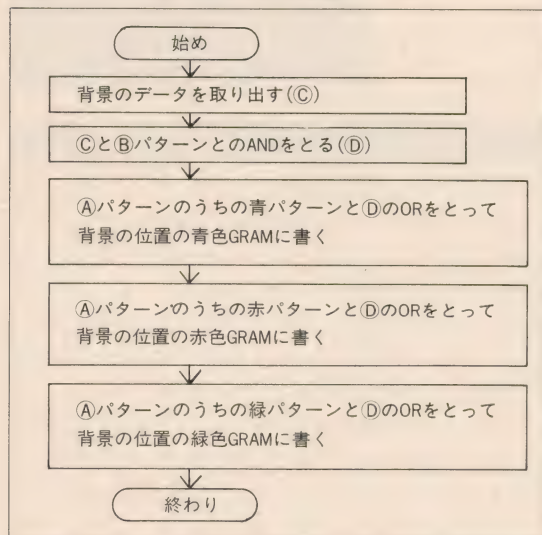 始め
背景のデータを取り出す(Ⓒ)
ⒸとⒷパターンとのANDをとる(Ⓓ)
Ⓐパターンのうちの青パターンとⒹのORをとって
背景の位置の青色GRAMに書く
Ⓐパターンのうちの赤パターンとⒹのORをとって
背景の位置の赤色GRAMに書く
Ⓐパターンのうちの緑パターンとⒹのORをとって
背景の位置の緑色GRAMに書く
終わり